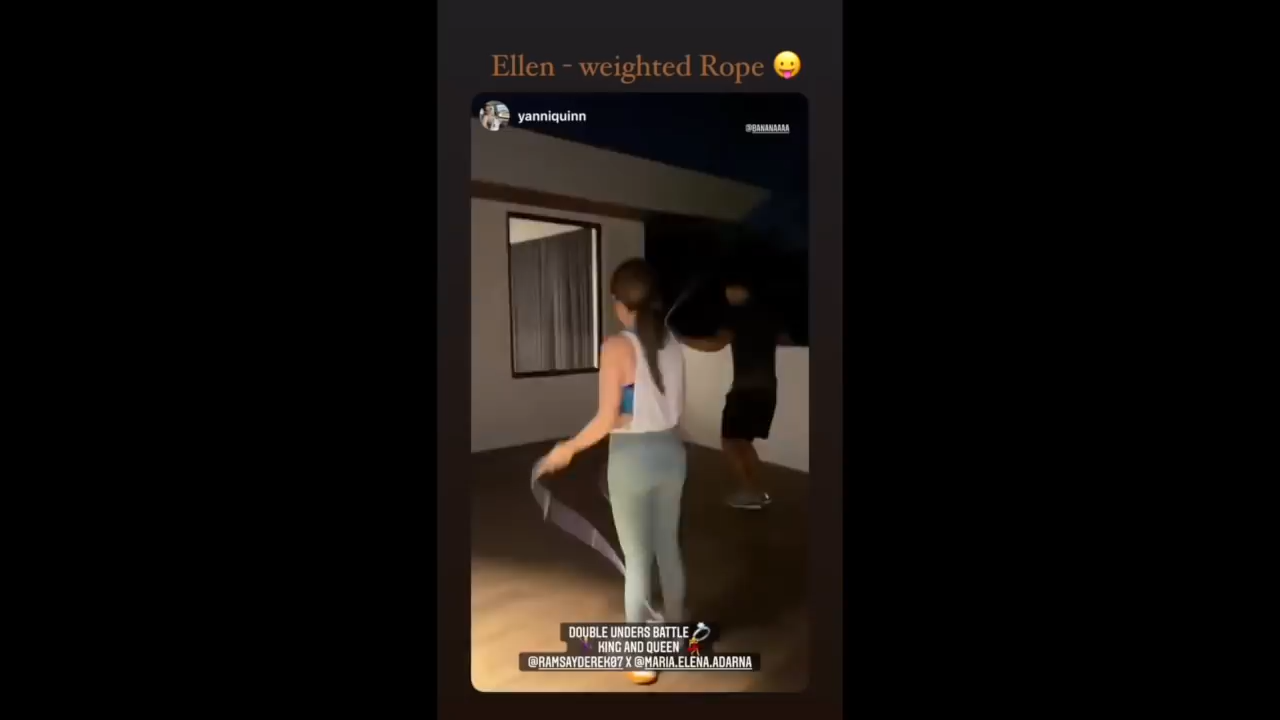 Ellen - weighted Rope 😛
yanniquinn
@BANANAAAA
DOUBLE UNDERS BATTLE 💍
KING AND QUEEN 💃
@RAMSAYDEREK07 X @MARIA.ELENA.ADARNA